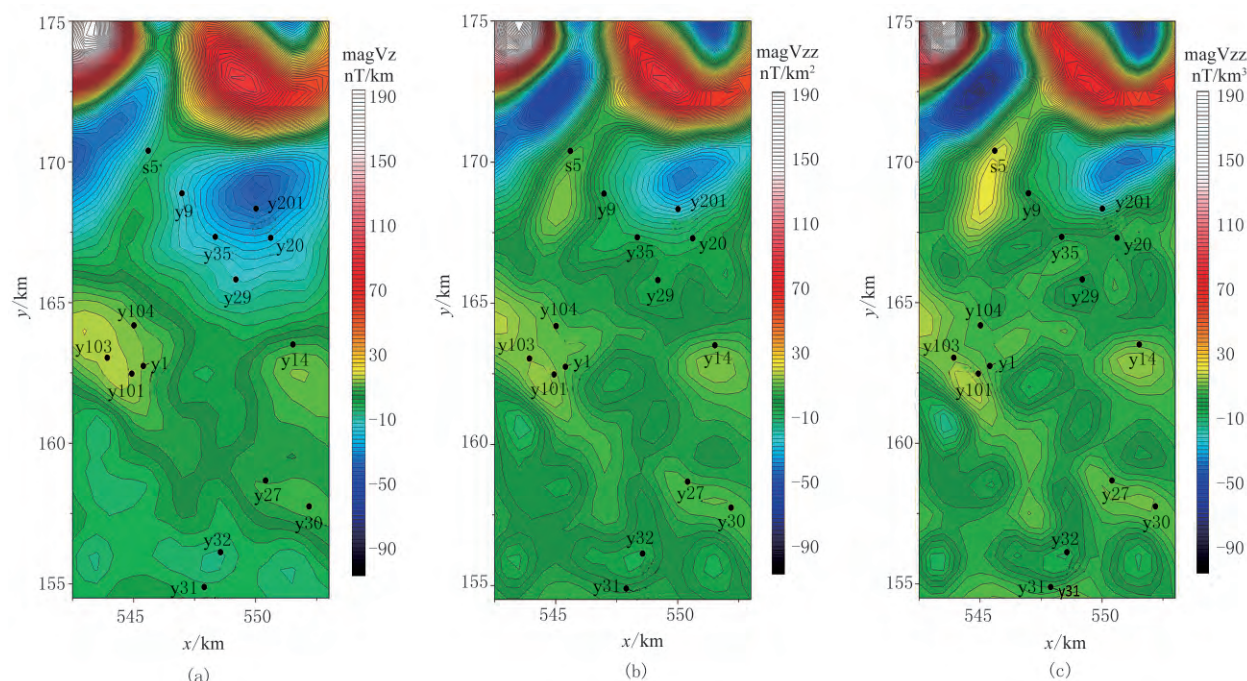 175
170
165
160
155
y/km
545
550
x/km
s5
y9
y201
y35
y20
y29
y104
y103
y1
y101
y14
y27
y30
y32
y31
magVz
nT/km
190
150
110
70
30
−10
−50
−90
(a)
175
170
165
160
155
y/km
545
550
x/km
s5
y9
y201
y35
y20
y29
y104
y103
y1
y101
y14
y27
y30
y32
y31
magVzz
nT/km²
190
150
110
70
30
−10
−50
−90
(b)
175
170
165
160
155
y/km
545
550
x/km
s5
y9
y201
y35
y20
y29
y104
y103
y1
y101
y14
y27
y30
y32
y31
y31
magVzz
nT/km³
190
150
110
70
30
−10
−50
−90
(c)